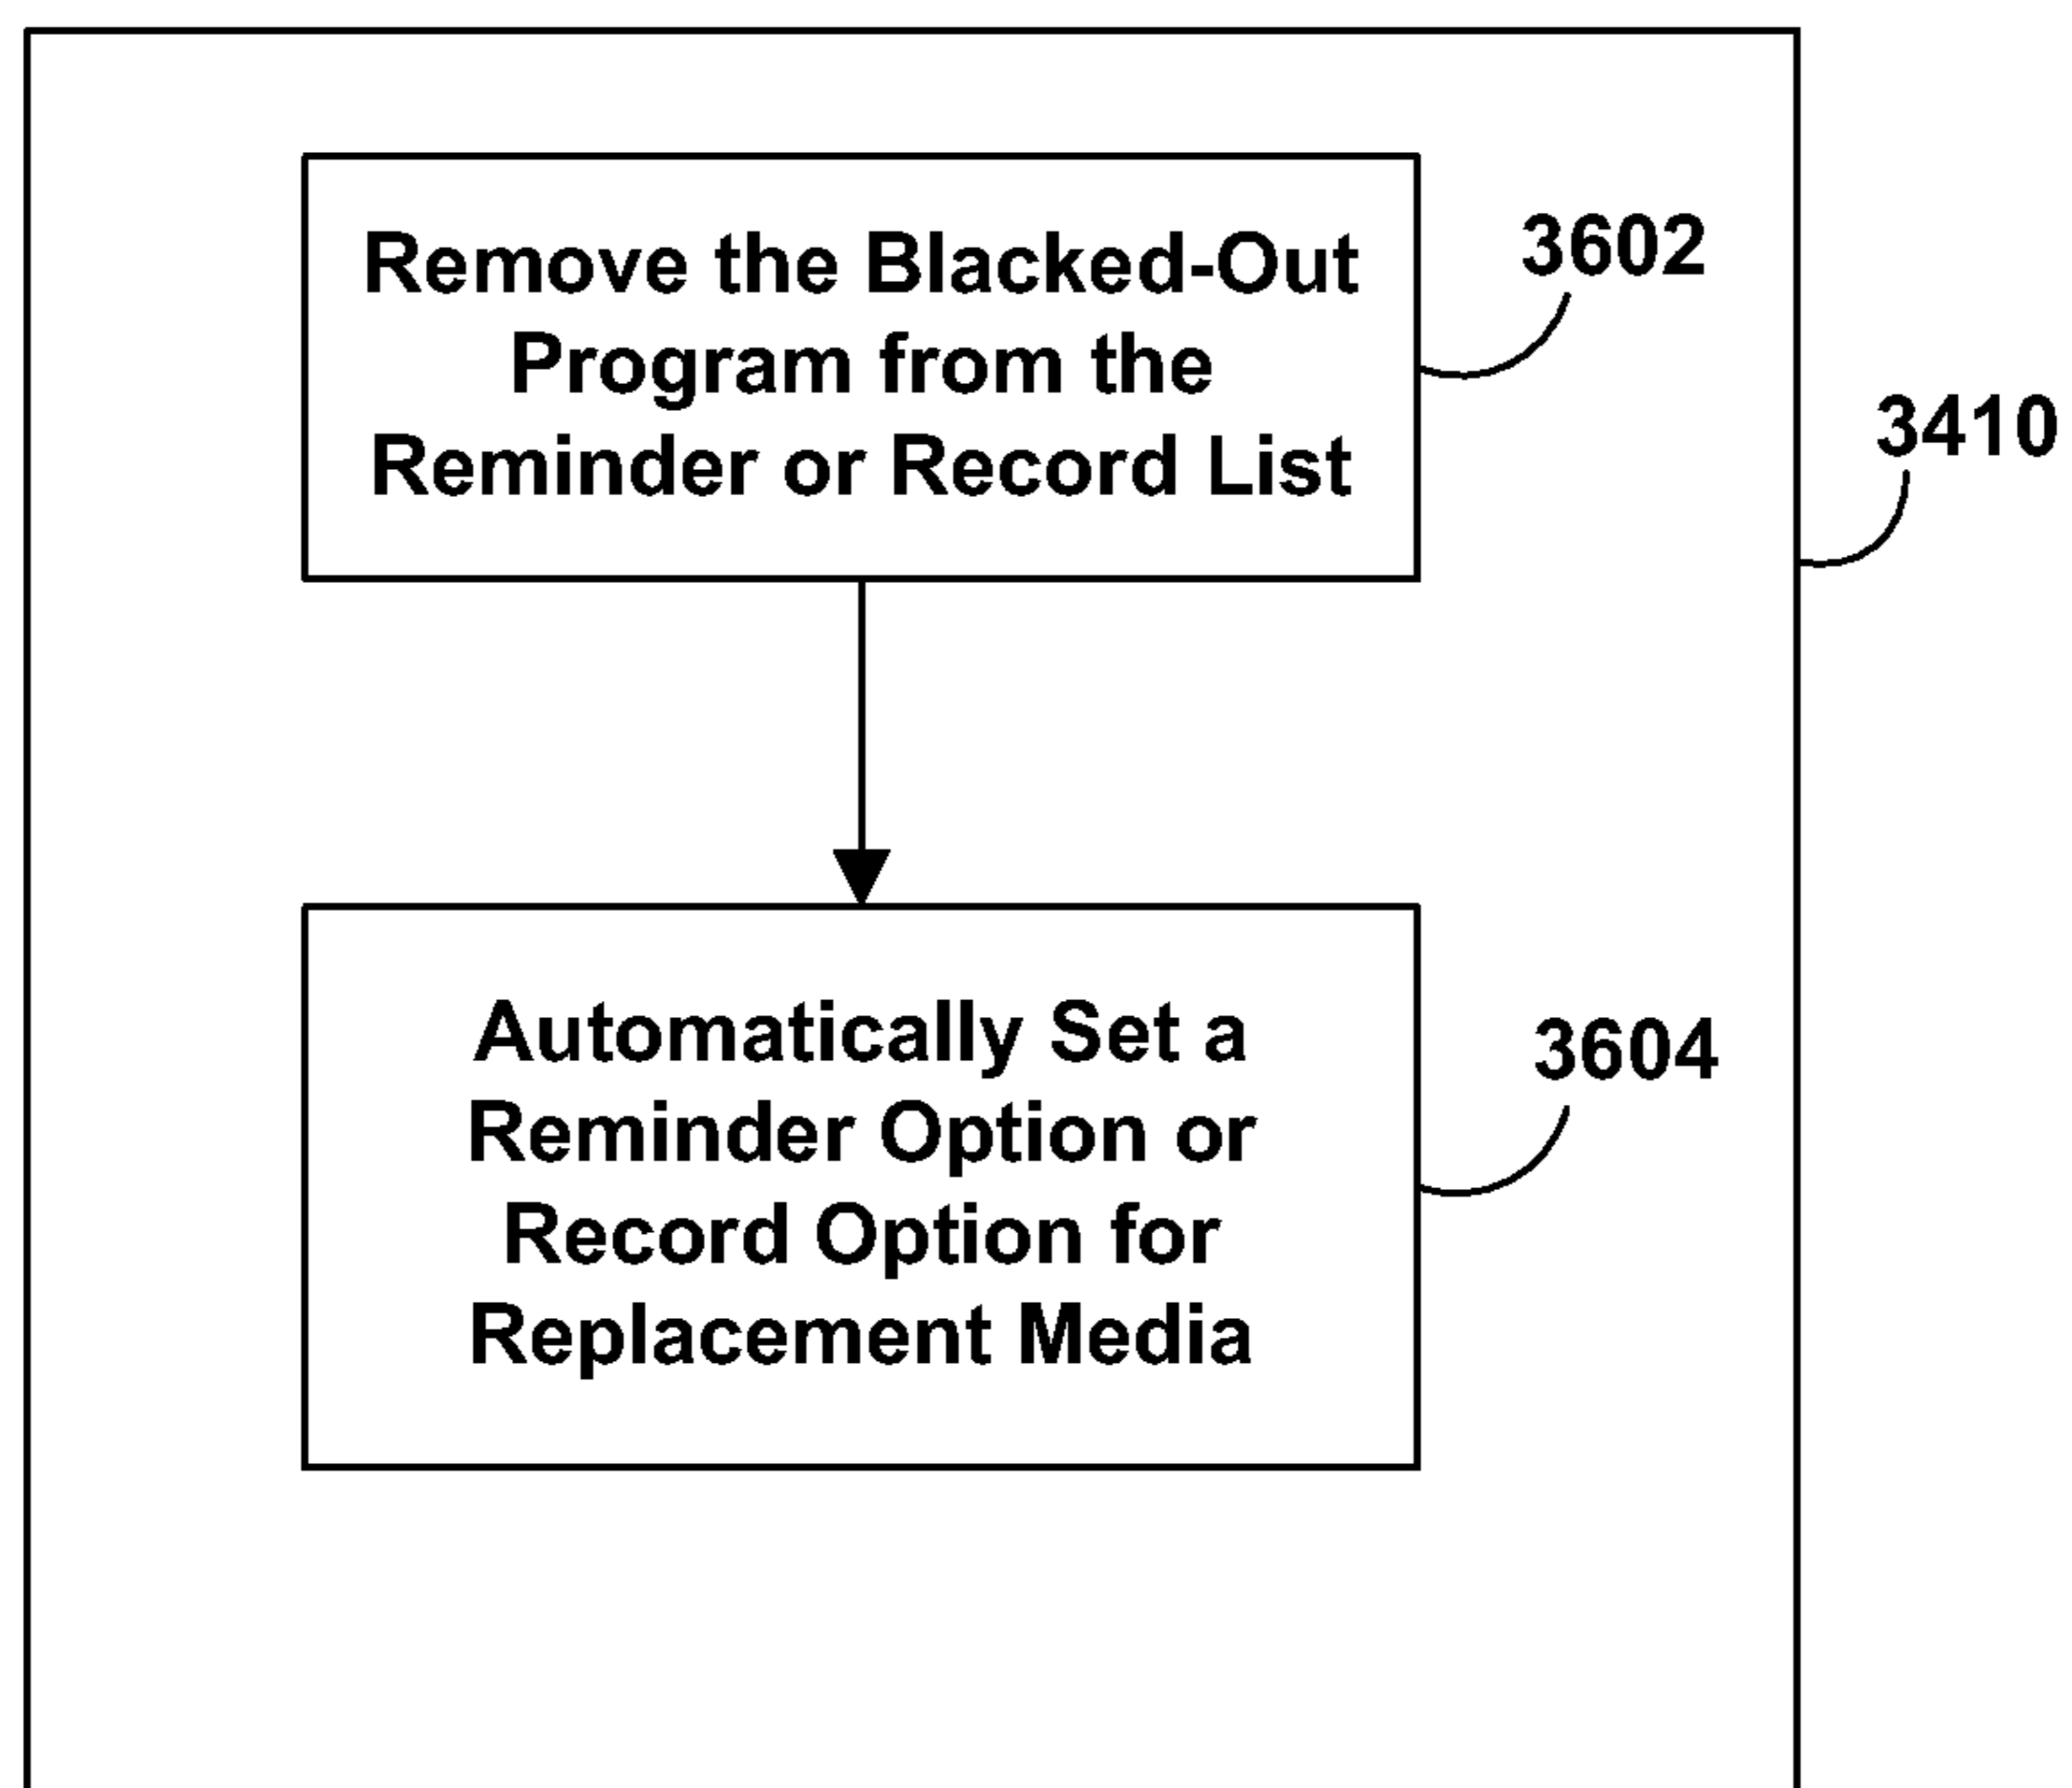 Remove the Blacked-Out
Program from the
Reminder or Record List
3602
3410
Automatically Set a
Reminder Option or
Record Option for
Replacement Media
3604